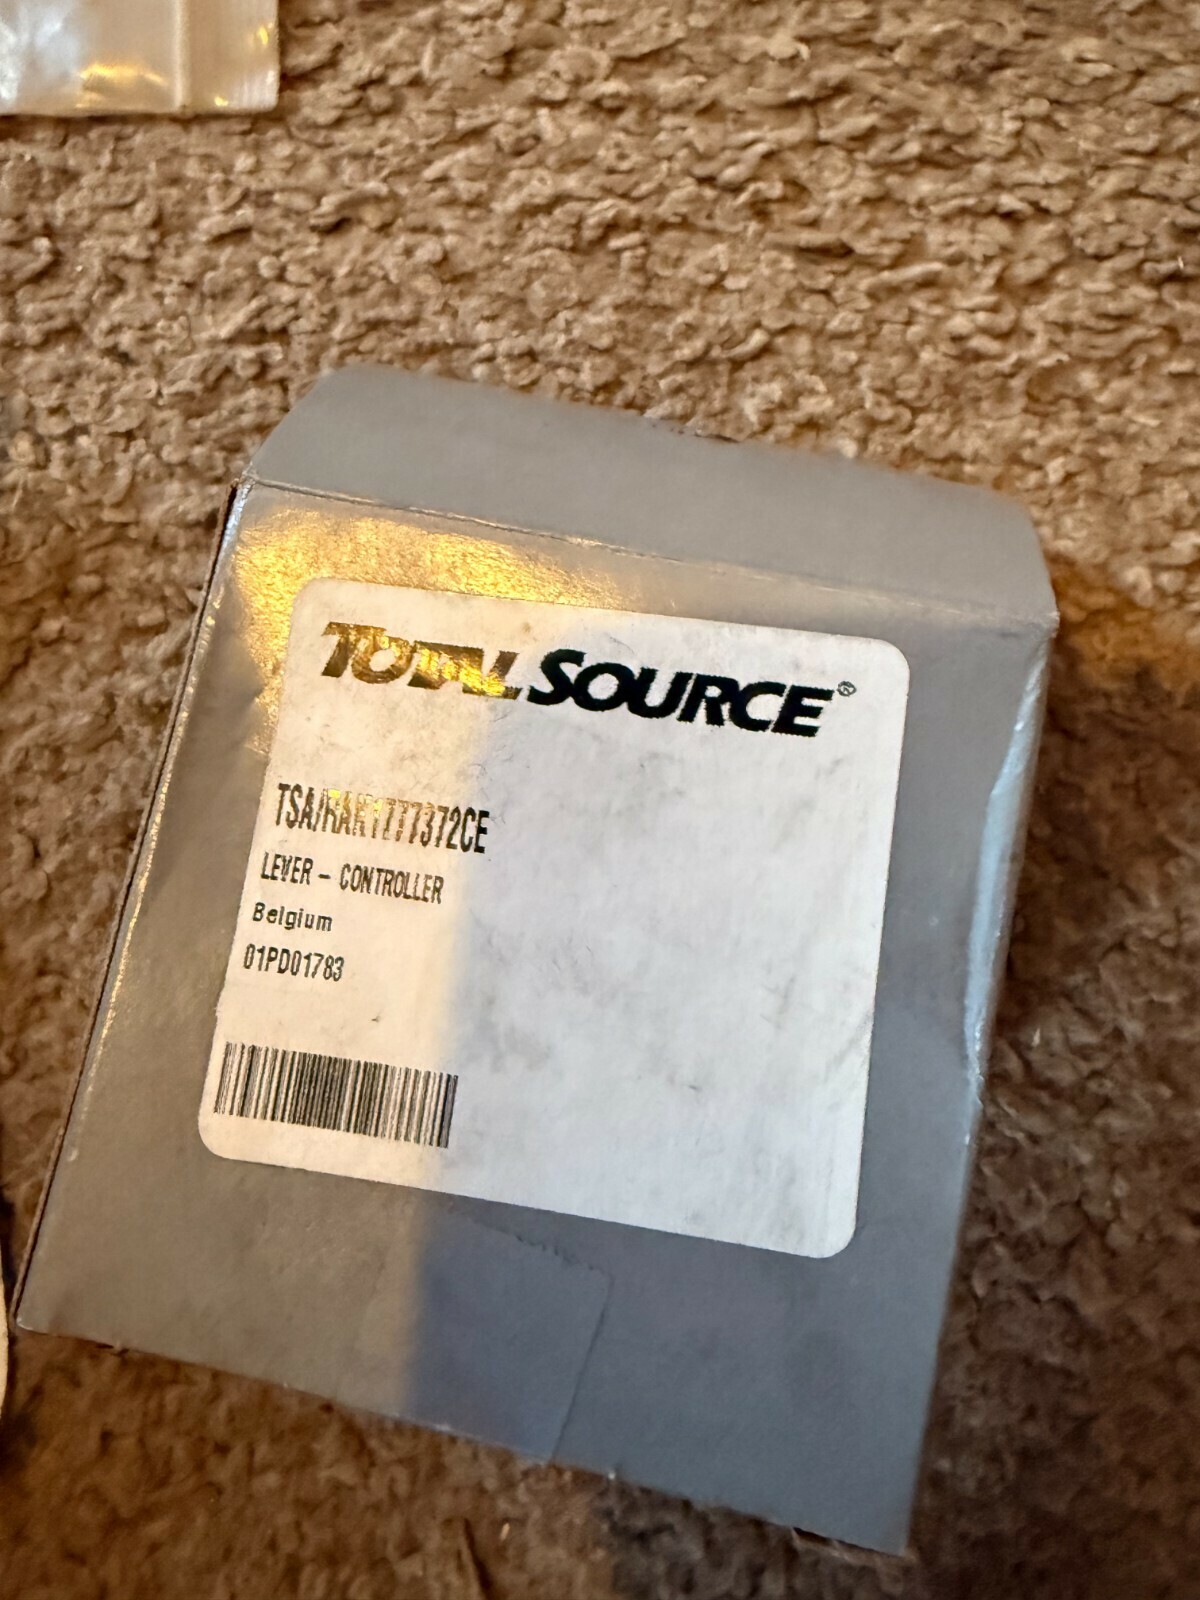 TOTALSOURCE®
LEVER - CONTROLLER
Belgium
01PD01783